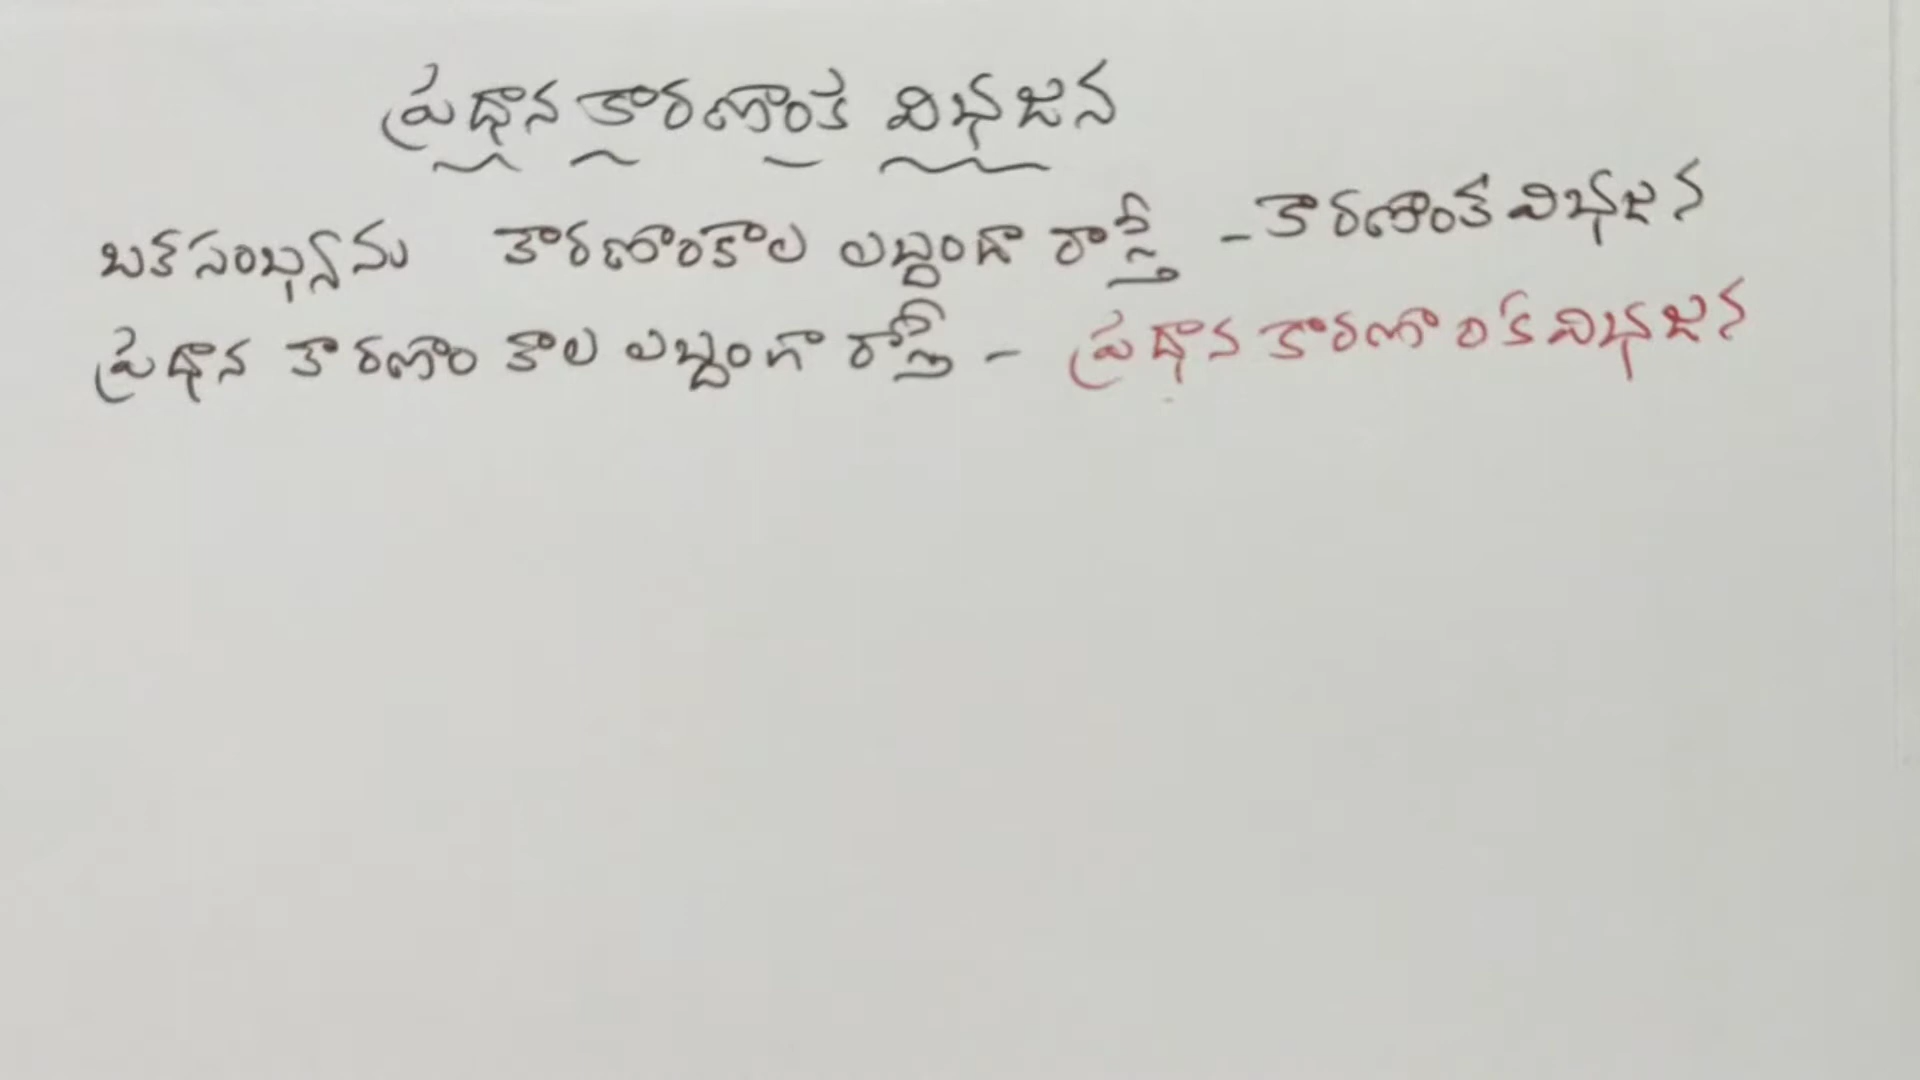 ప్రధాన కారణాంక విభజన
ఒక సంఖ్యను కారణాంకాల లబ్దంగా రాస్తే - కారణాంక విభజన
ప్రధాన కారణాంకాల లబ్దంగా రాస్తే - ప్రధాన కారణాంక విభజన